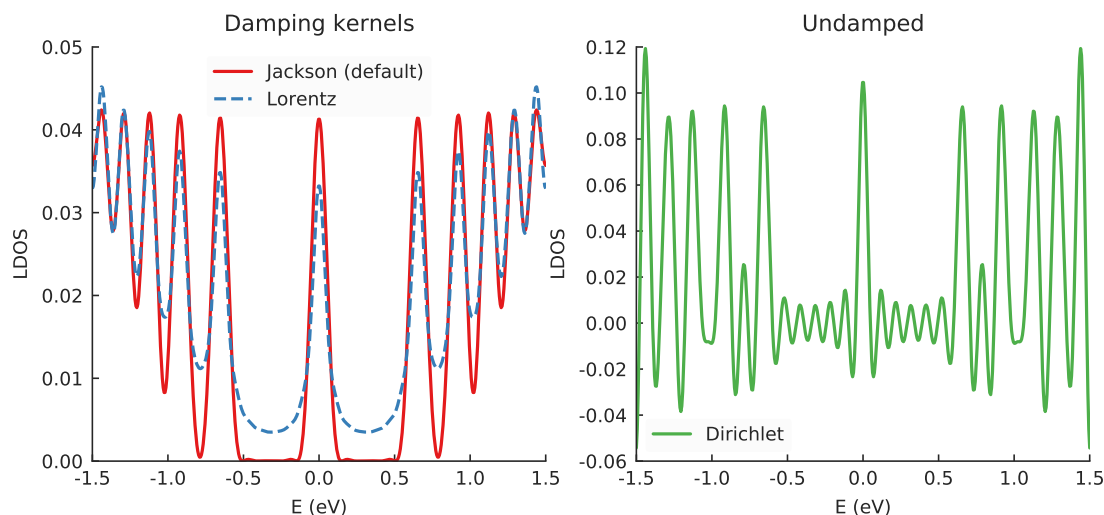 Damping kernels
0.05
0.04
0.03
0.02
0.01
0.00
LDOS
Jackson (default)
Lorentz
-1.5 -1.0 -0.5 0.0 0.5 1.0 1.5
E (eV)
Undamped
0.12
0.10
0.08
0.06
0.04
0.02
0.00
-0.02
-0.04
-0.06
LDOS
Dirichlet
-1.5 -1.0 -0.5 0.0 0.5 1.0 1.5
E (eV)